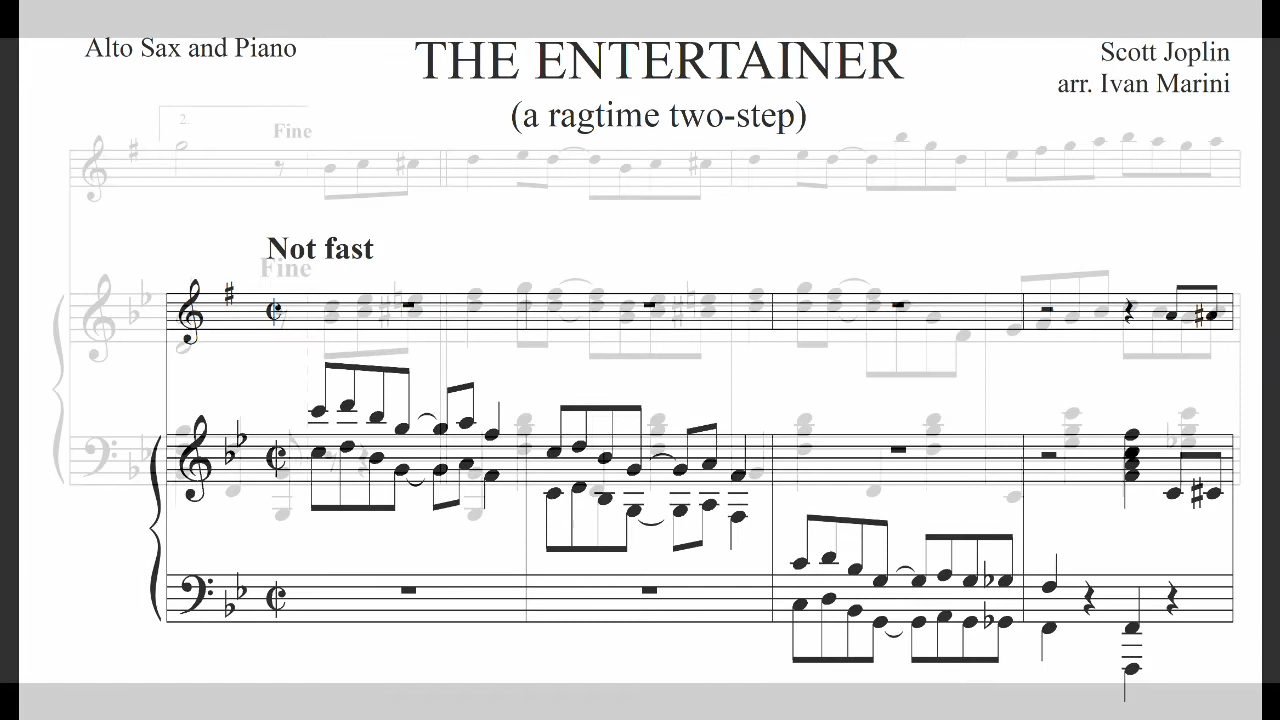 Alto Sax and Piano
THE ENTERTAINER
Scott Joplin
(a ragtime two-step)
arr. Ivan Marini
2.
Fine
Not fast
Fine